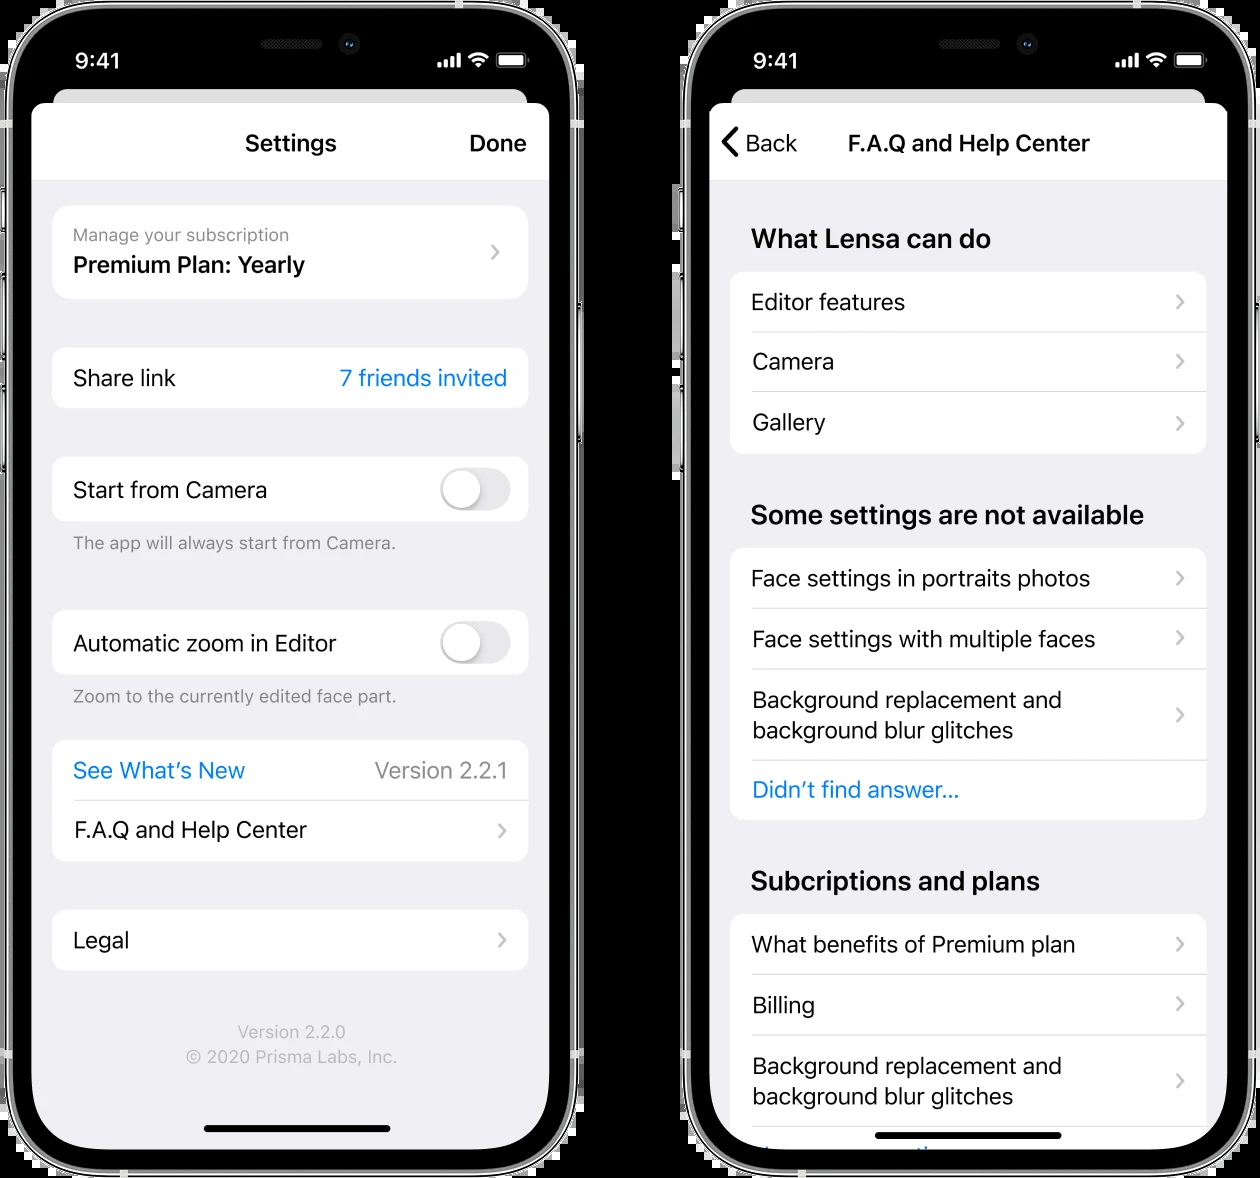 9:41
Settings
Done
Manage your subscription
Premium Plan: Yearly
Share link
7 friends invited
Start from Camera
The app will always start from Camera.
Automatic zoom in Editor
Zoom to the currently edited face part.
See What's New
Version 2.2.1
F.A.Q and Help Center
Legal
Version 2.2.0
© 2020 Prisma Labs, Inc.
9:41
Back
F.A.Q and Help Center
What Lensa can do
Editor features
Camera
Gallery
Some settings are not available
Face settings in portraits photos
Face settings with multiple faces
Background replacement and
background blur glitches
Didn't find answer...
Subcriptions and plans
What benefits of Premium plan
Billing
Background replacement and
background blur glitches